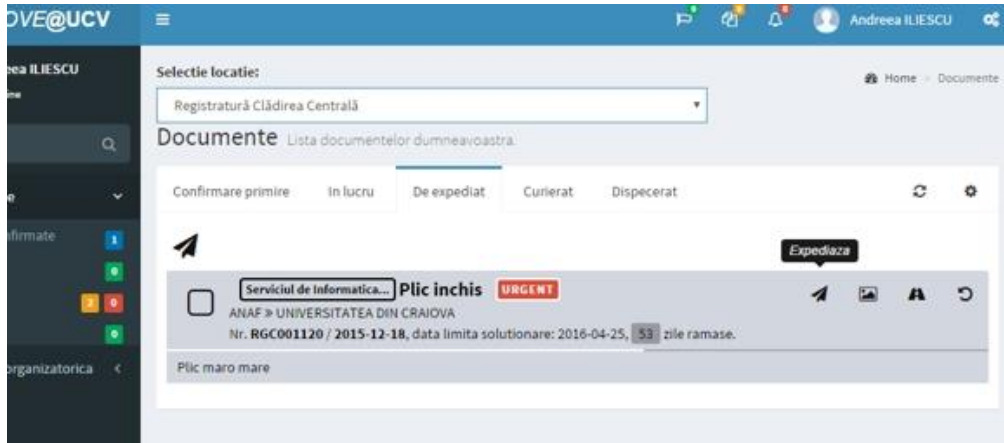 OVE@UCV
Andreea ILIESCU
eea ILIESCU
Selectie locatie:
Home Documente
Registratură Clădirea Centrală
Documente Lista documentelor dumneavoastra.
Confirmare primire In lucru De expediat Curierat Dispecerat
nfirmate 1
0
2 0
0
organizatorica
Expediaza
Serviciul de Informatica... Plic inchis URGENT
ANAF » UNIVERSITATEA DIN CRAIOVA
Nr. RGC001120 / 2015-12-18, data limita solutionare: 2016-04-25, 53 zile ramase.
Plic maro mare